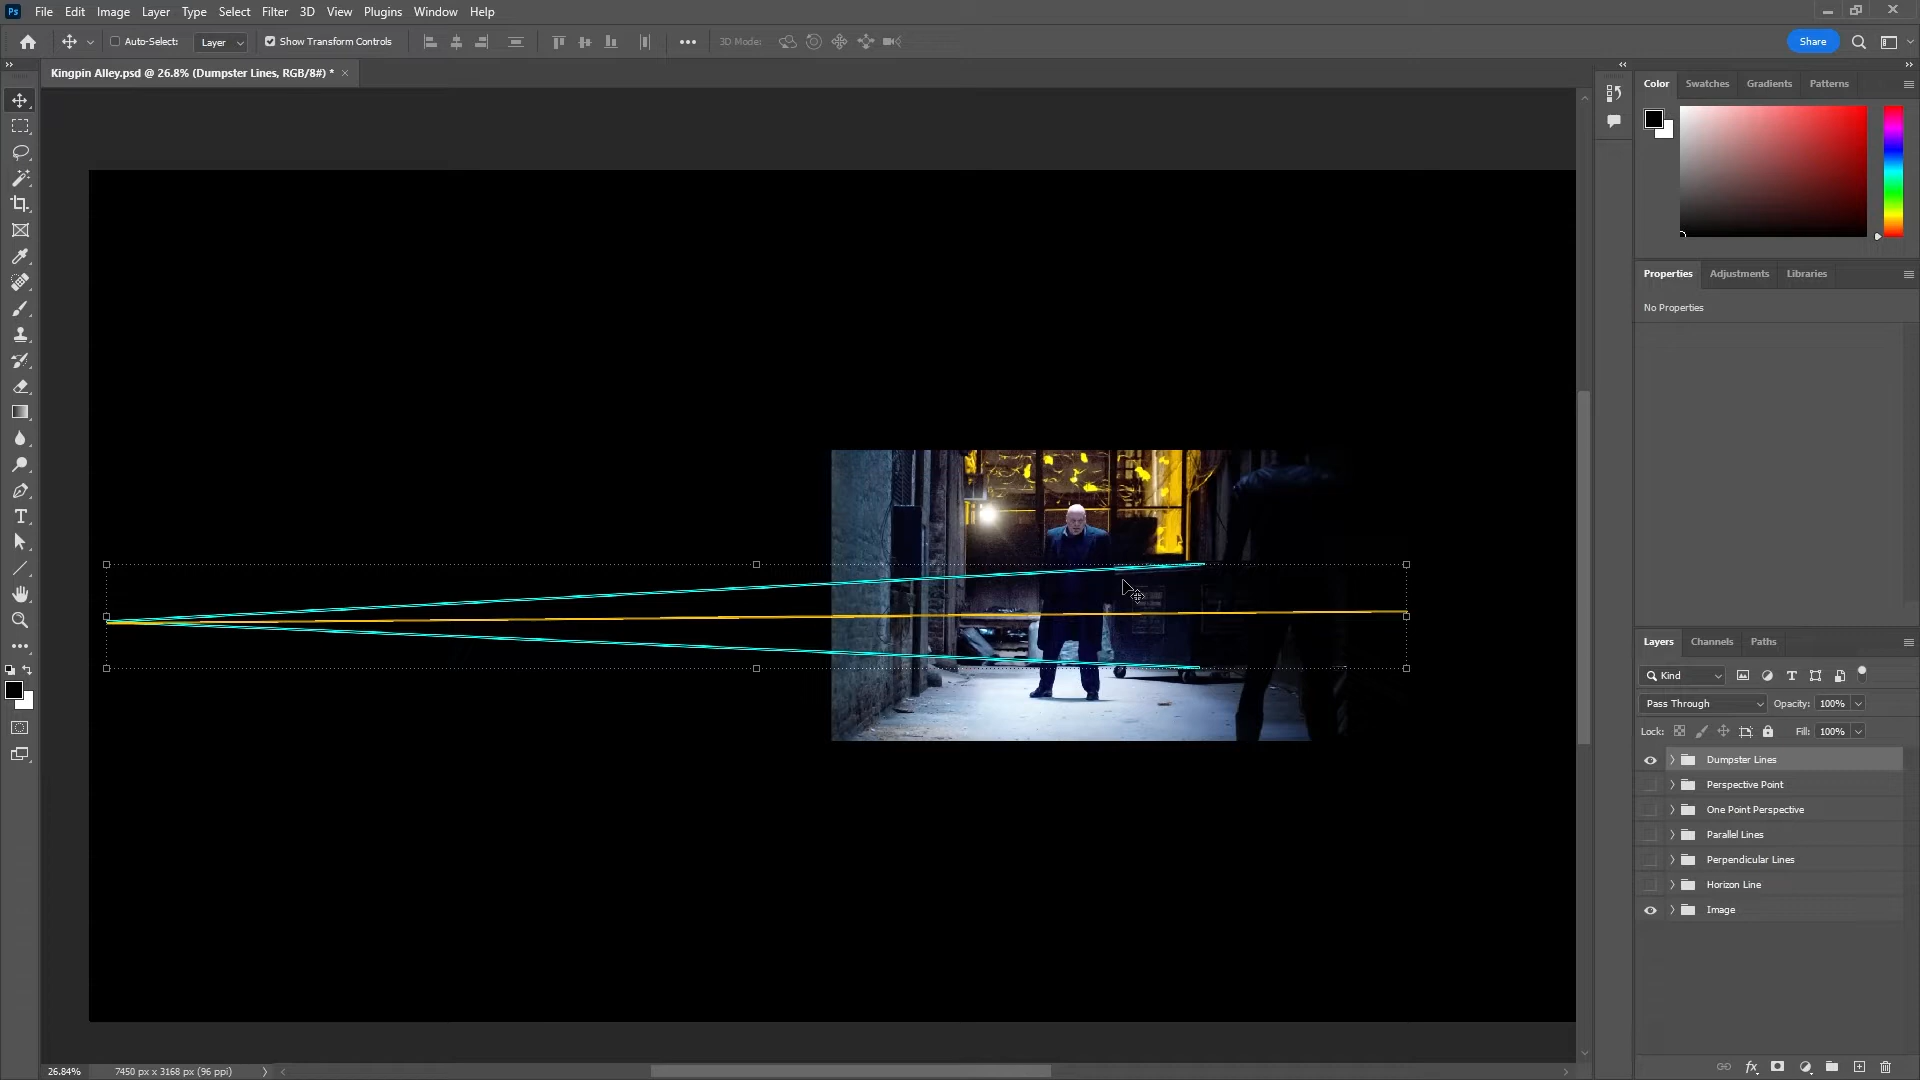 Ps File Edit Image Layer Type Select Filter 3D View Plugins Window Help
Auto-Select: Layer Show Transform Controls 3D Mode: Share
Kingpin Alley.psd @ 26.8% (Dumpster Lines, RGB/8#) *
Color Swatches Gradients Patterns
Properties Adjustments Libraries
No Properties
Layers Channels Paths
Kind
Pass Through Opacity: 100%
Lock: Fill: 100%
Dumpster Lines
Perspective Point
One Point Perspective
Parallel Lines
Perpendicular Lines
Horizon Line
Image
26.84% 7450 px x 3168 px (96 ppi)